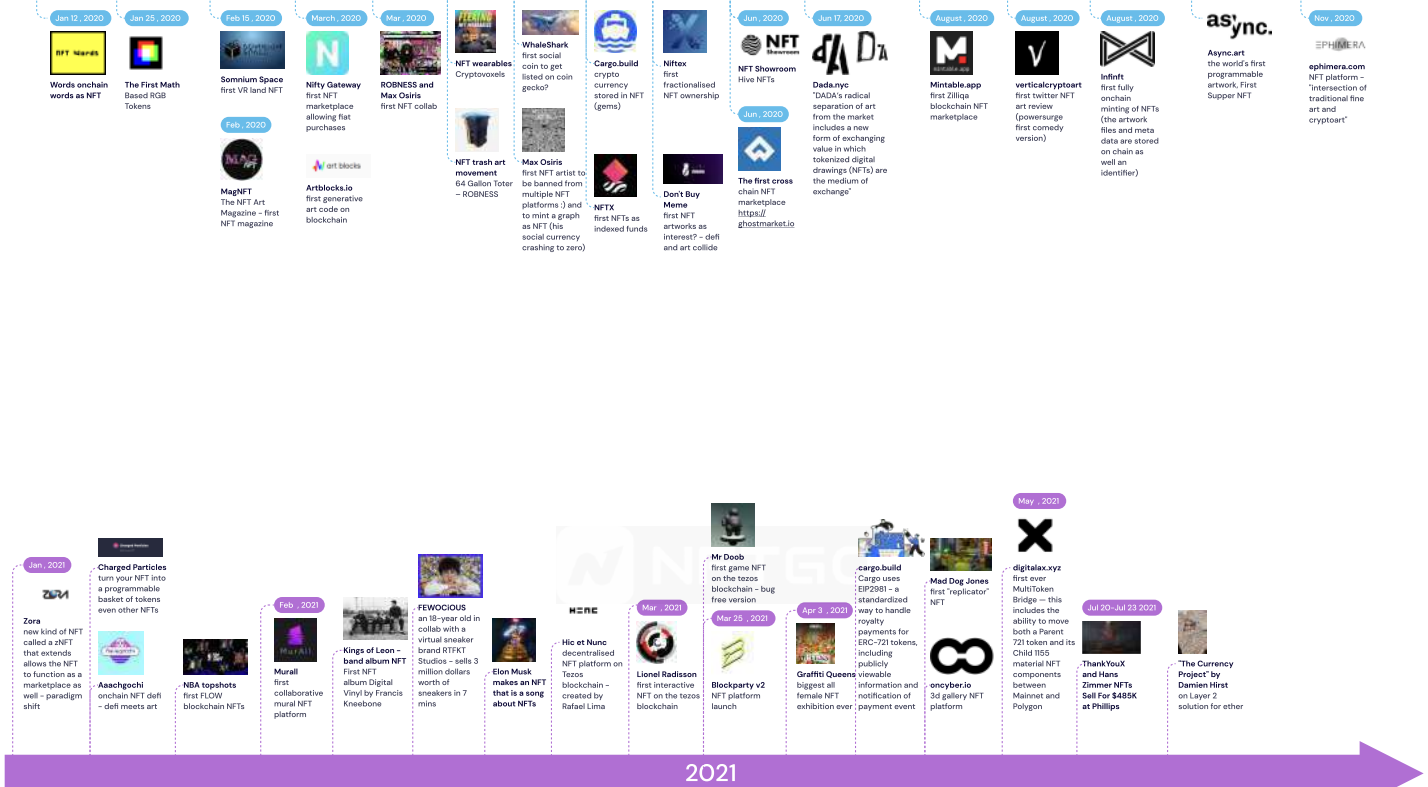 Jan 12 , 2020
NFT Words
Words onchain
words as NFT
Jan 25 , 2020
The First Math
Based RGB
Tokens
Feb 15 , 2020
Somnium Space
first VR land NFT
Feb , 2020
MAG
NFT
MagNFT
The NFT Art
Magazine - first
NFT magazine
March , 2020
N
Nifty Gateway
first NFT
marketplace
allowing fiat
purchases
art blocks
Artblocks.io
first generative
art code on
blockchain
Mar , 2020
ROBNESS and
Max Osiris
first NFT collab
NFT wearables
Cryptovoxels
NFT trash art
movement
64 Gallon Toter
– ROBNESS
WhaleShark
first social
coin to get
listed on coin
gecko?
Max Osiris
first NFT artist to
be banned from
multiple NFT
platforms :) and
to mint a graph
as NFT (his
social currency
crashing to zero)
Cargo.build
crypto
currency
stored in NFT
(gems)
NFTX
first NFTs as
indexed funds
Niftex
first
fractionalised
NFT ownership
Don't Buy
Meme
first NFT
artworks as
interest? - defi
and art collide
Jun , 2020
NFT
Showroom
NFT Showroom
Hive NFTs
Jun , 2020
The first cross
chain NFT
marketplace
https://
ghostmarket.io
Jun 17, 2020
Dada.nyc
"DADA's radical
separation of art
from the market
includes a new
form of exchanging
value in which
tokenized digital
drawings (NFTs) are
the medium of
exchange"
August , 2020
M.
mintable.app
Mintable.app
first Zilliqa
blockchain NFT
marketplace
August , 2020
V
verticalcryptoart
first twitter NFT
art review
(powersurge
first comedy
version)
August , 2020
Infinft
first fully
onchain
minting of NFTs
(the artwork
files and meta
data are stored
on chain as
well an
identifier)
async.
Async.art
the world's first
programmable
artwork, First
Supper NFT
Nov , 2020
EPHIMERA
ephimera.com
NFT platform -
"intersection of
traditional fine
art and
cryptoart"
Jan , 2021
ZORA
Zora
new kind of NFT
called a zNFT
that extends
allows the NFT
to function as a
marketplace as
well - paradigm
shift
Charged Particles
Charged Particles
turn your NFT into
a programmable
basket of tokens
even other NFTs
Aaachgochi
onchain NFT defi
- defi meets art
NBA topshots
first FLOW
blockchain NFTs
Feb , 2021
MurAll
Murall
first
collaborative
mural NFT
platform
Kings of Leon -
band album NFT
First NFT
album Digital
Vinyl by Francis
Kneebone
FEWOCiOUS
an 18-year old in
collab with a
virtual sneaker
brand RTFKT
Studios - sells 3
million dollars
worth of
sneakers in 7
mins
Elon Musk
makes an NFT
that is a song
about NFTs
Hic et Nunc
decentralised
NFT platform on
Tezos
blockchain -
created by
Rafael Lima
Mar , 2021
Lionel Radisson
first interactive
NFT on the tezos
blockchain
Mr Doob
first game NFT
on the tezos
blockchain - bug
free version
Mar 25 , 2021
Blockparty v2
NFT platform
launch
Apr 3 , 2021
Graffiti Queens
biggest all
female NFT
exhibition ever
cargo.build
Cargo uses
EIP2981 - a
standardized
way to handle
royalty
payments for
ERC-721 tokens,
including
publicly
viewable
information and
notification of
payment event
Mad Dog Jones
first "replicator"
NFT
oncyber.io
3d gallery NFT
platform
May , 2021
digitalax.xyz
first ever
MultiToken
Bridge — this
includes the
ability to move
both a Parent
721 token and its
Child 1155
material NFT
components
between
Mainnet and
Polygon
Jul 20-Jul 23 2021
ThankYouX
and Hans
Zimmer NFTs
Sell For $485K
at Phillips
"The Currency
Project" by
Damien Hirst
on Layer 2
solution for ether
2021